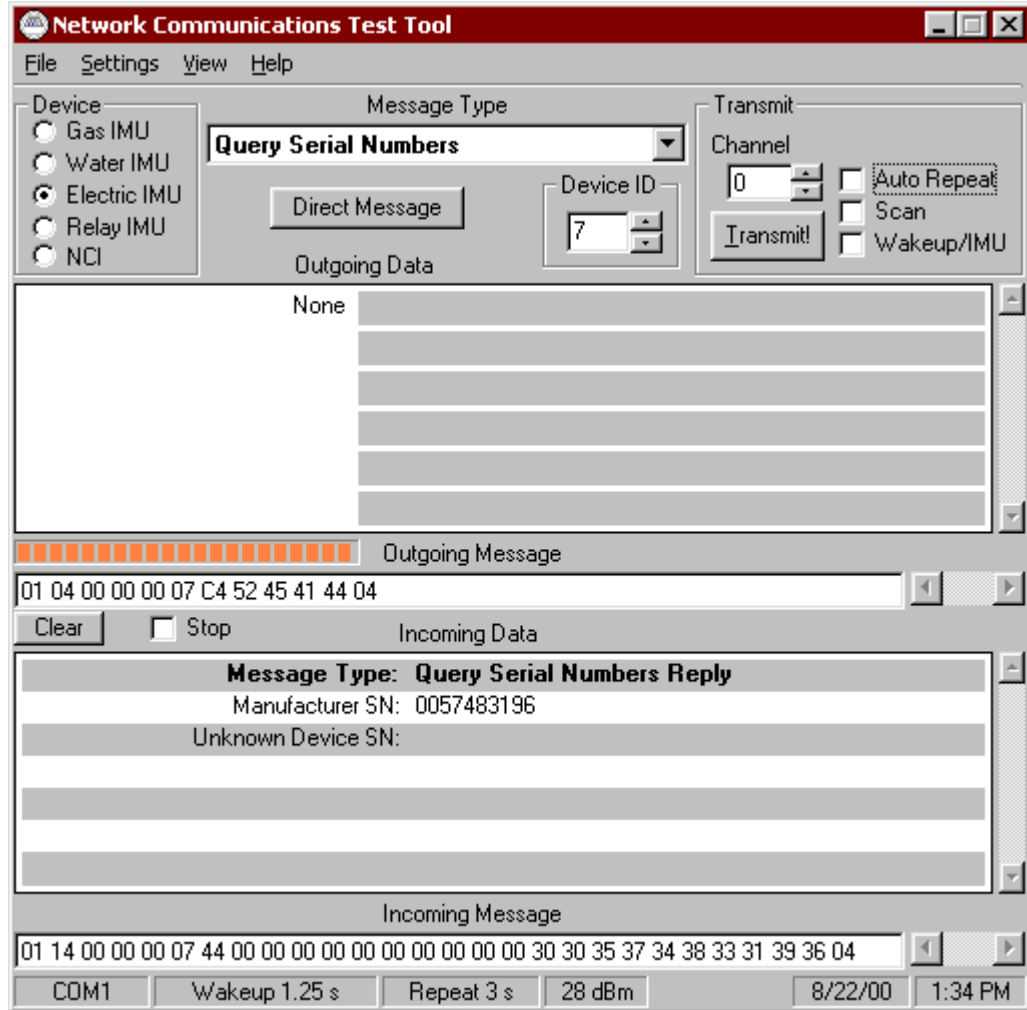 Network Communications Test Tool
File Settings View Help
Device
Gas IMU
Water IMU
Electric IMU
Relay IMU
NCI
Message Type
Query Serial Numbers
Direct Message
Device ID
7
Outgoing Data
Transmit
Channel
0
Transmit!
Auto Repeat
Scan
Wakeup/IMU
None
Outgoing Message
01 04 00 00 00 07 C4 52 45 41 44 04
Clear Stop Incoming Data
Message Type: Query Serial Numbers Reply
Manufacturer SN: 0057483196
Unknown Device SN:
Incoming Message
01 14 00 00 00 07 44 00 00 00 00 00 00 00 00 00 00 30 30 35 37 34 38 33 31 39 36 04
COM1 Wakeup 1.25 s Repeat 3 s 28 dBm 8/22/00 1:34 PM